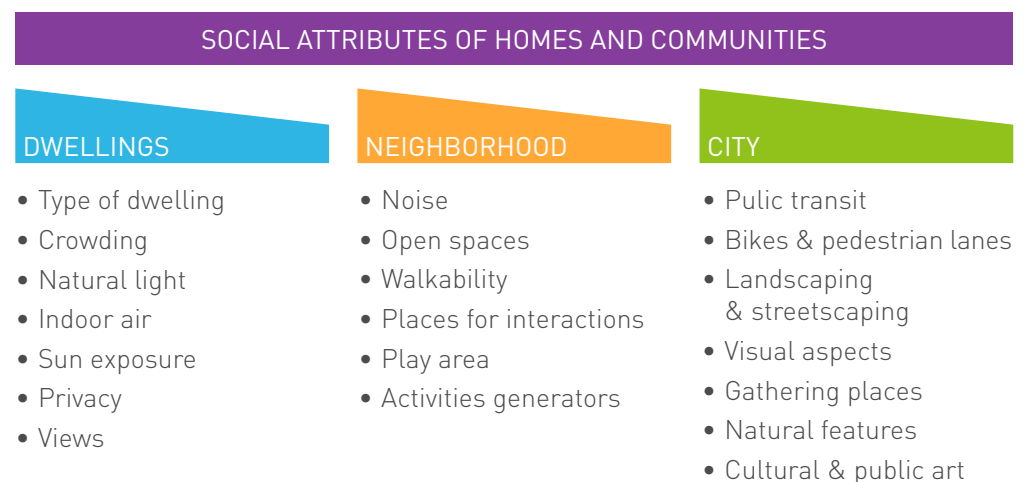 SOCIAL ATTRIBUTES OF HOMES AND COMMUNITIES
DWELLINGS
• Type of dwelling
• Crowding
• Natural light
• Indoor air
• Sun exposure
• Privacy
• Views
NEIGHBORHOOD
• Noise
• Open spaces
• Walkability
• Places for interactions
• Play area
• Activities generators
CITY
• Pulic transit
• Bikes & pedestrian lanes
• Landscaping
& streetscaping
• Visual aspects
• Gathering places
• Natural features
• Cultural & public art